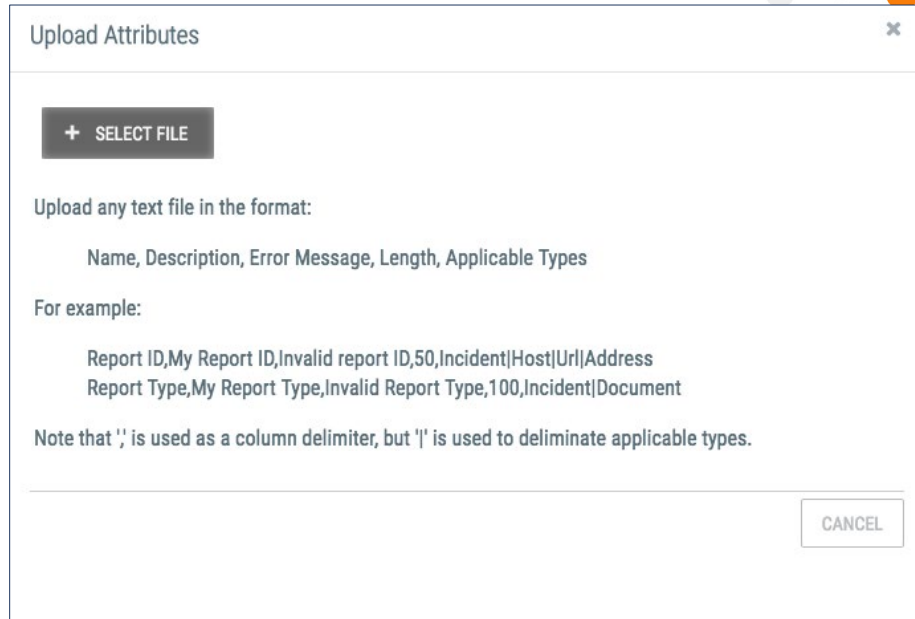 Upload Attributes
+ SELECT FILE
Upload any text file in the format:
Name, Description, Error Message, Length, Applicable Types
For example:
Report ID,My Report ID,Invalid report ID,50,Incident|Host|Url|Address
Report Type,My Report Type,Invalid Report Type,100,Incident|Document
Note that ',' is used as a column delimiter, but '|' is used to deliminate applicable types.
CANCEL